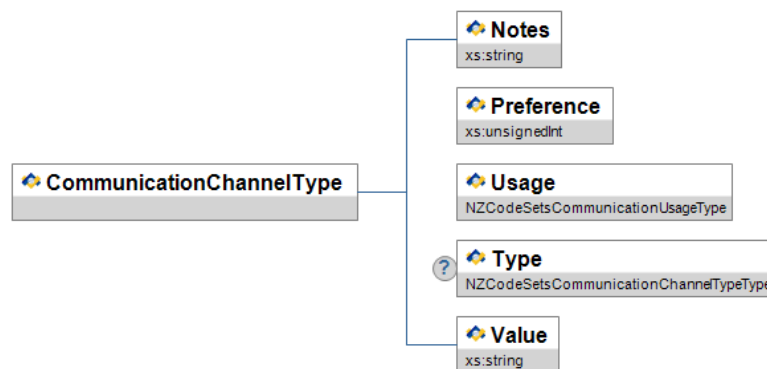 Notes
xs:string
Preference
xs:unsignedInt
CommunicationChannelType
Usage
NZCodeSetsCommunicationUsageType
?
Type
NZCodeSetsCommunicationChannelTypeType
Value
xs:string